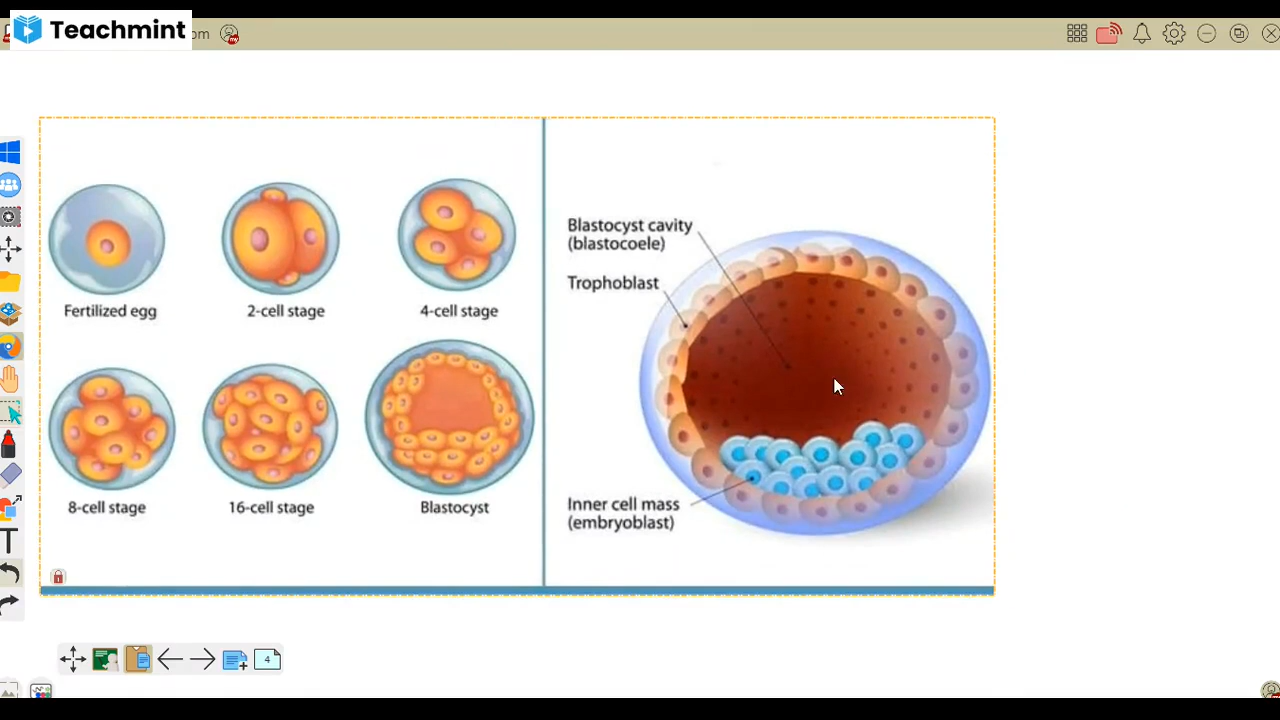 Teachmint
om
Fertilized egg
2-cell stage
4-cell stage
8-cell stage
16-cell stage
Blastocyst
Blastocyst cavity
(blastocoele)
Trophoblast
Inner cell mass
(embryoblast)
T
4